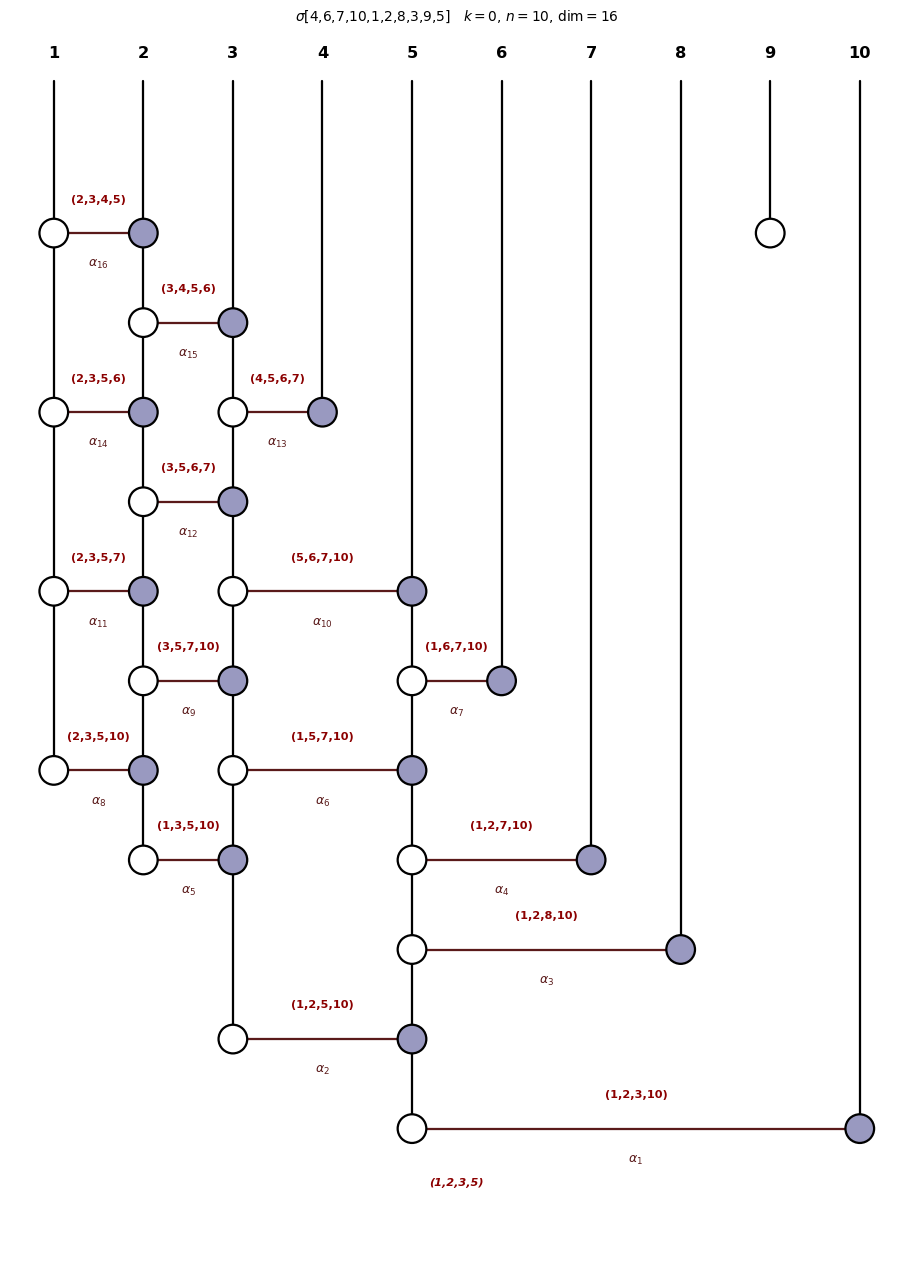 σ[4,6,7,10,1,2,8,3,9,5]   k=0, n=10, dim=16
1 2 3 4 5 6 7 8 9 10
(2,3,4,5)
α16
(3,4,5,6)
α15
(2,3,5,6) (4,5,6,7)
α14 α13
(3,5,6,7)
α12
(2,3,5,7) (5,6,7,10)
α11 α10
(3,5,7,10) (1,6,7,10)
α9 α7
(2,3,5,10) (1,5,7,10)
α8 α6
(1,3,5,10) (1,2,7,10)
α5 α4
(1,2,8,10)
α3
(1,2,5,10)
α2
(1,2,3,10)
α1
(1,2,3,5)